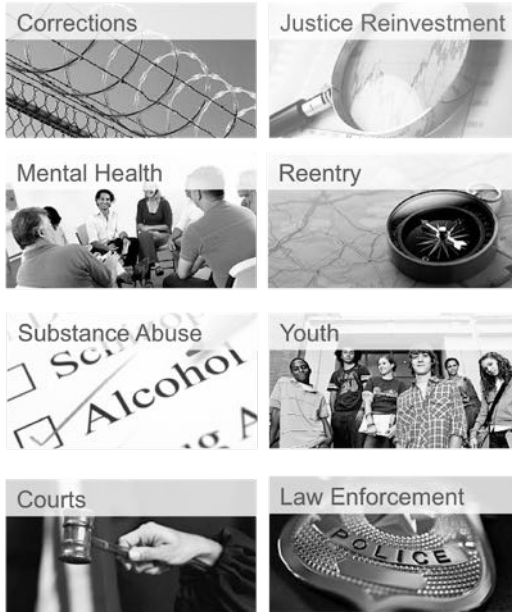 Corrections
Justice Reinvestment
Mental Health
Reentry
Substance Abuse
Youth
Alcohol
Courts
Law Enforcement
POLICE